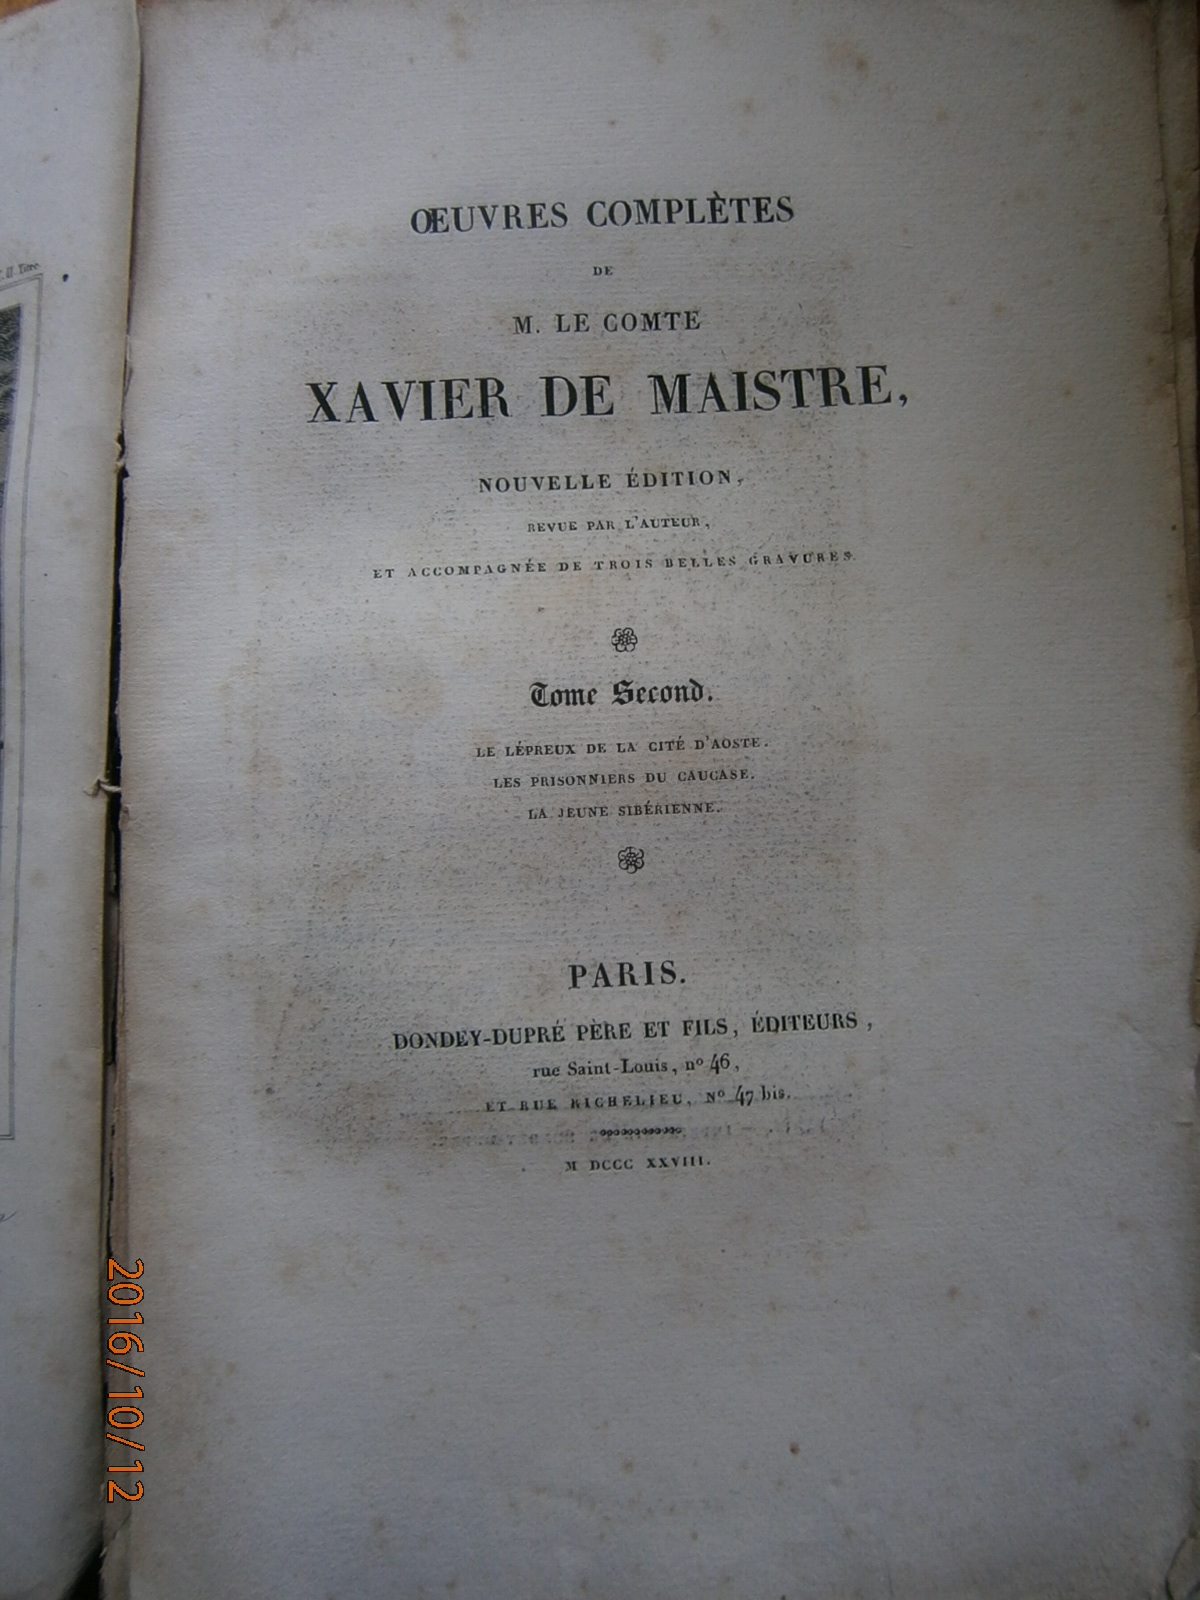 ŒUVRES COMPLÈTES
DE
M. LE COMTE
XAVIER DE MAISTRE,
NOUVELLE ÉDITION,
REVUE PAR L'AUTEUR,
ET ACCOMPAGNÉE DE TROIS BELLES GRAVURES.
Tome Second.
LE LÉPREUX DE LA CITÉ D'AOSTE.
LES PRISONNIERS DU CAUCASE.
LA JEUNE SIBÉRIENNE.
PARIS.
DONDEY-DUPRÉ PÈRE ET FILS, ÉDITEURS,
rue Saint-Louis, nº 46,
ET RUE RICHELIEU, Nº 47 bis.
M DCCC XXVIII.
2016/10/12